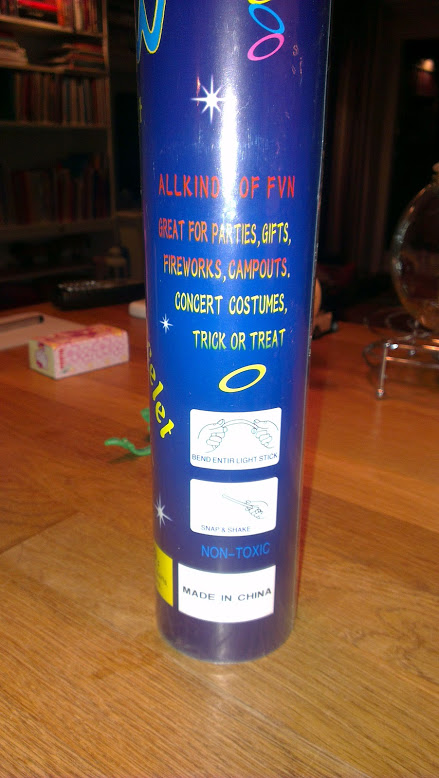 ALLKINDS OF FVN
GREAT FOR PARTIES, GIFTS,
FIREWORKS, CAMPOUTS.
CONCERT COSTUMES,
TRICK OR TREAT
BEND ENTIR LIGHT STICK
SNAP & SHAKE
NON-TOXIC
MADE IN CHINA